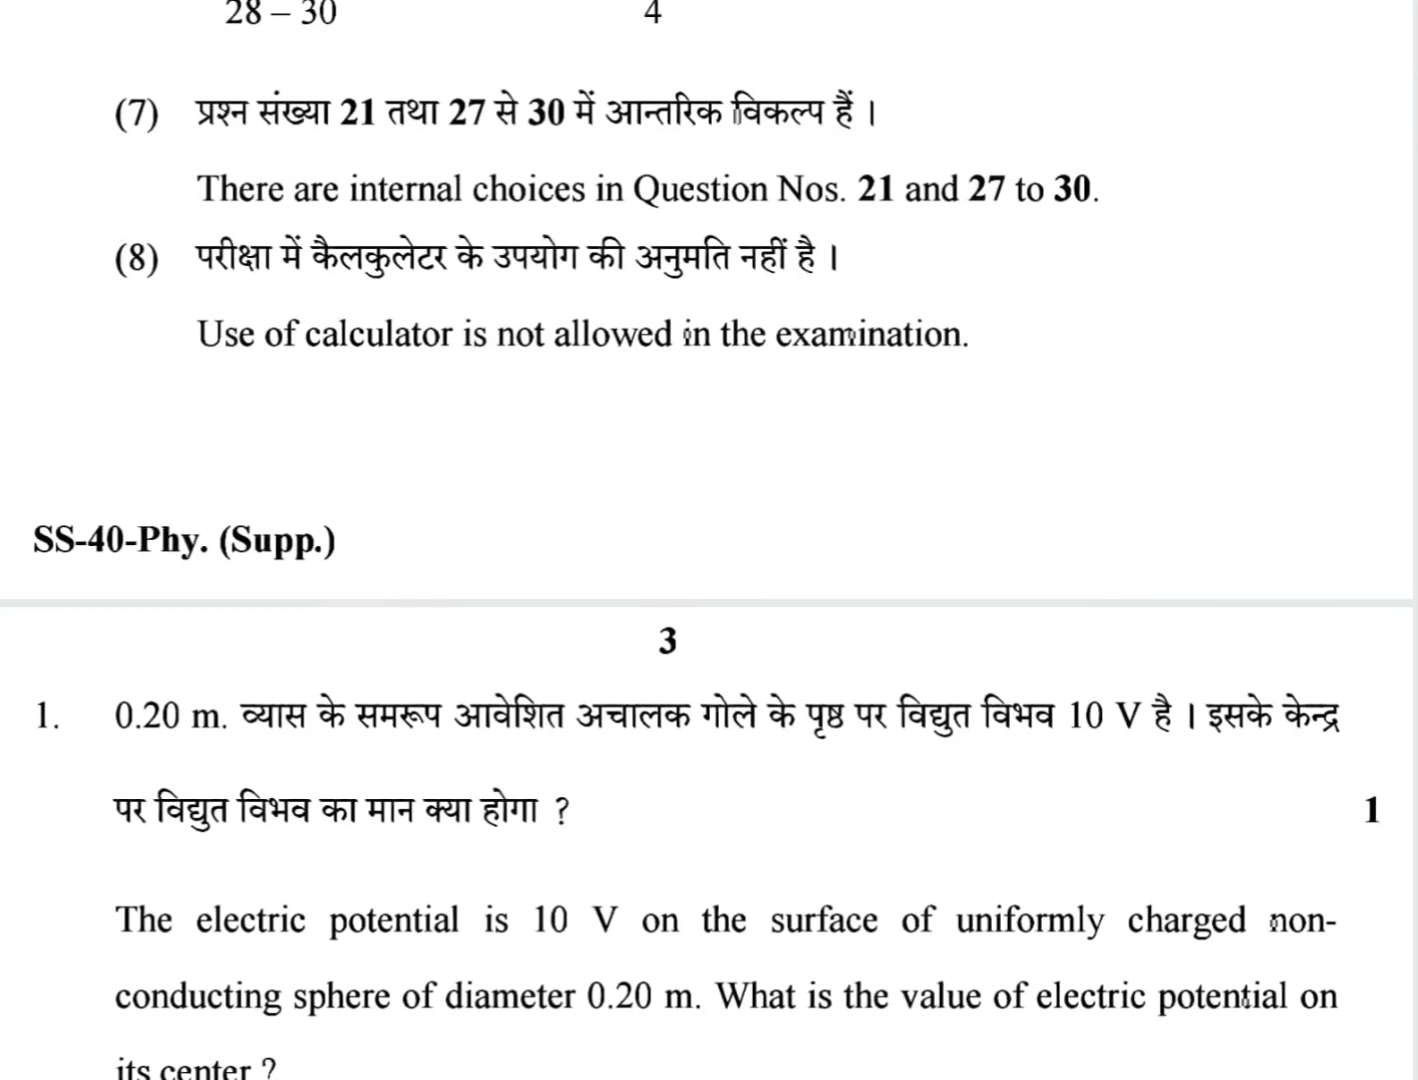 28 – 30 4
(7) प्रश्न संख्या 21 तथा 27 से 30 में आन्तरिक विकल्प हैं ।
There are internal choices in Question Nos. 21 and 27 to 30.
(8) परीक्षा में कैलकुलेटर के उपयोग की अनुमति नहीं है ।
Use of calculator is not allowed in the examination.
SS-40-Phy. (Supp.)
3
1. 0.20 m. व्यास के समरूप आवेशित अचालक गोले के पृष्ठ पर विद्युत विभव 10 V है । इसके केन्द्र
पर विद्युत विभव का मान क्या होगा ? 1
The electric potential is 10 V on the surface of uniformly charged non-
conducting sphere of diameter 0.20 m. What is the value of electric potential on
its center ?